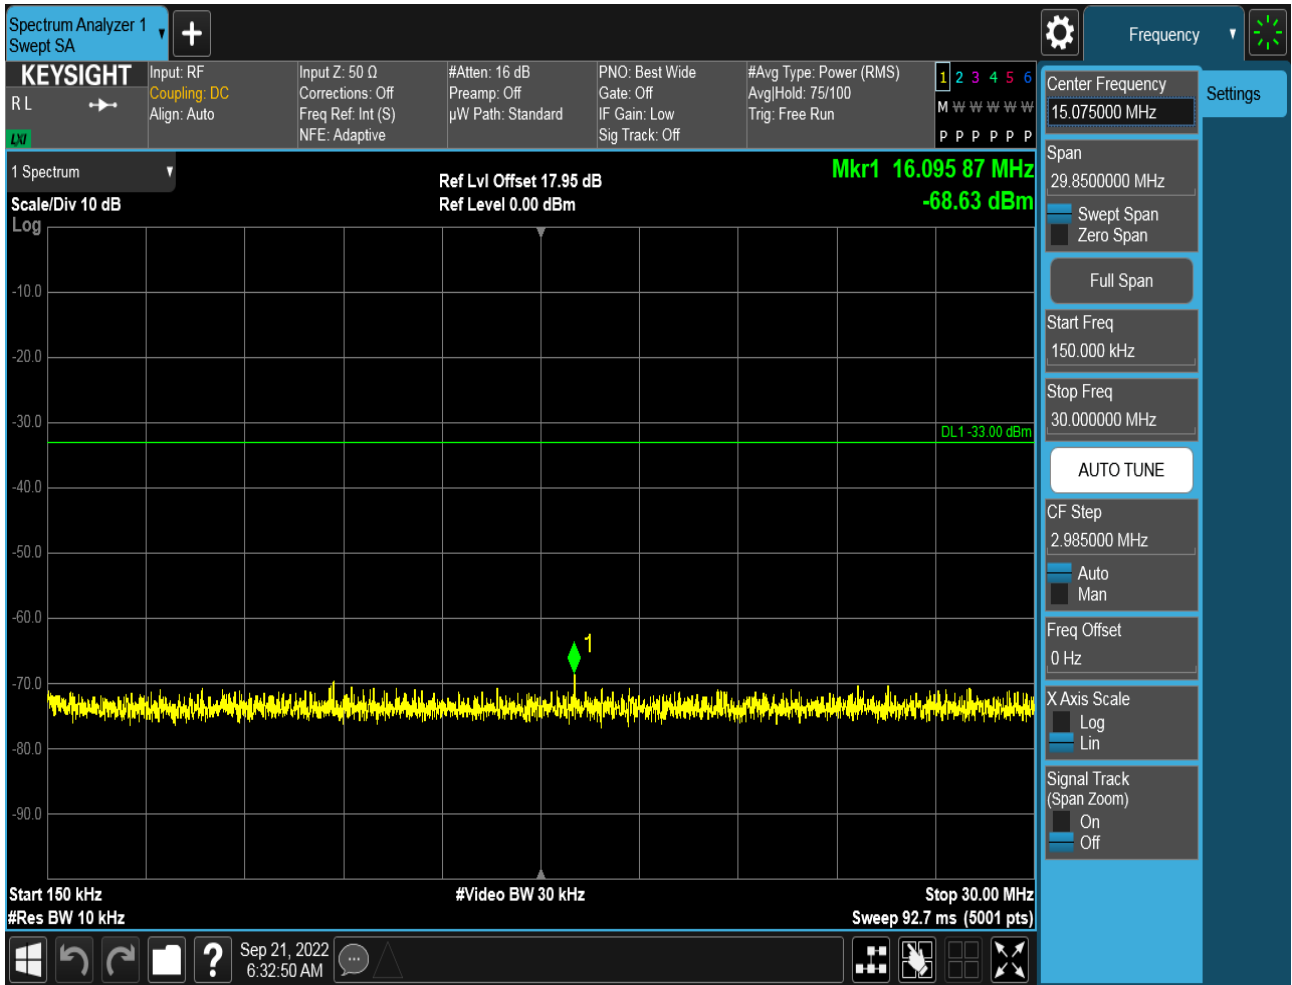 Spectrum Analyzer 1
Swept SA
Frequency
KEYSIGHT
R L
LXI
Input: RF
Coupling: DC
Align: Auto
Input Z: 50 Ω
Corrections: Off
Freq Ref: Int (S)
NFE: Adaptive
#Atten: 16 dB
Preamp: Off
µW Path: Standard
PNO: Best Wide
Gate: Off
IF Gain: Low
Sig Track: Off
#Avg Type: Power (RMS)
Avg|Hold: 75/100
Trig: Free Run
1 2 3 4 5 6
M W W W W W
P P P P P P
1 Spectrum
Scale/Div 10 dB
Log
Ref Lvl Offset 17.95 dB
Ref Level 0.00 dBm
Mkr1 16.095 87 MHz
-68.63 dBm
-10.0
-20.0
-30.0
DL1 -33.00 dBm
-40.0
-50.0
-60.0
1
-70.0
-80.0
-90.0
Start 150 kHz
#Video BW 30 kHz
Stop 30.00 MHz
#Res BW 10 kHz
Sweep 92.7 ms (5001 pts)
?
Sep 21, 2022
6:32:50 AM
Center Frequency
15.075000 MHz
Settings
Span
29.8500000 MHz
Swept Span
Zero Span
Full Span
Start Freq
150.000 kHz
Stop Freq
30.000000 MHz
AUTO TUNE
CF Step
2.985000 MHz
Auto
Man
Freq Offset
0 Hz
X Axis Scale
Log
Lin
Signal Track
(Span Zoom)
On
Off